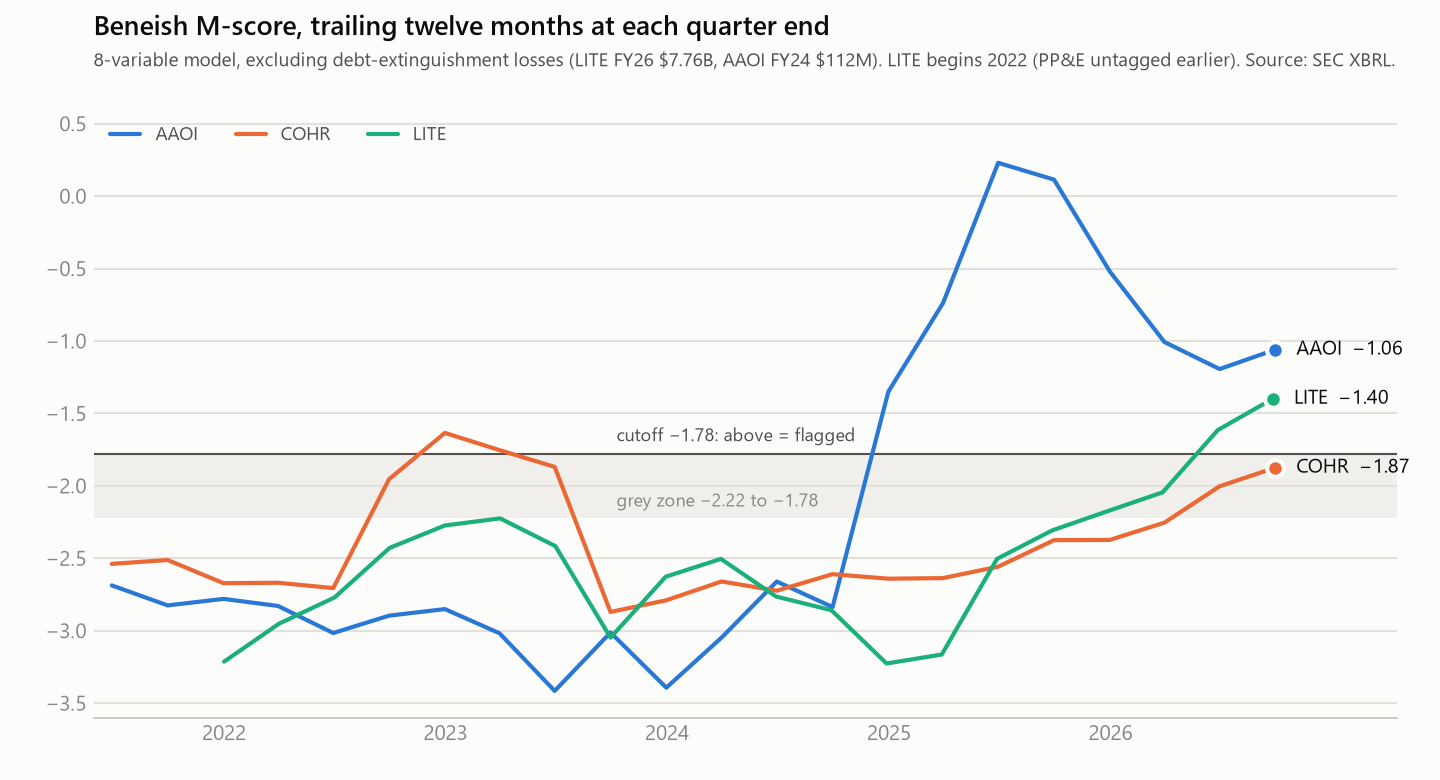 Beneish M-score, trailing twelve months at each quarter end
8-variable model, excluding debt-extinguishment losses (LITE FY26 $7.76B, AAOI FY24 $112M). LITE begins 2022 (PP&E untagged earlier). Source: SEC XBRL.
0.5
AAOI COHR LITE
0.0
−0.5
−1.0
AAOI −1.06
LITE −1.40
−1.5
cutoff −1.78: above = flagged
COHR −1.87
−2.0
grey zone −2.22 to −1.78
−2.5
−3.0
−3.5
2022 2023 2024 2025 2026